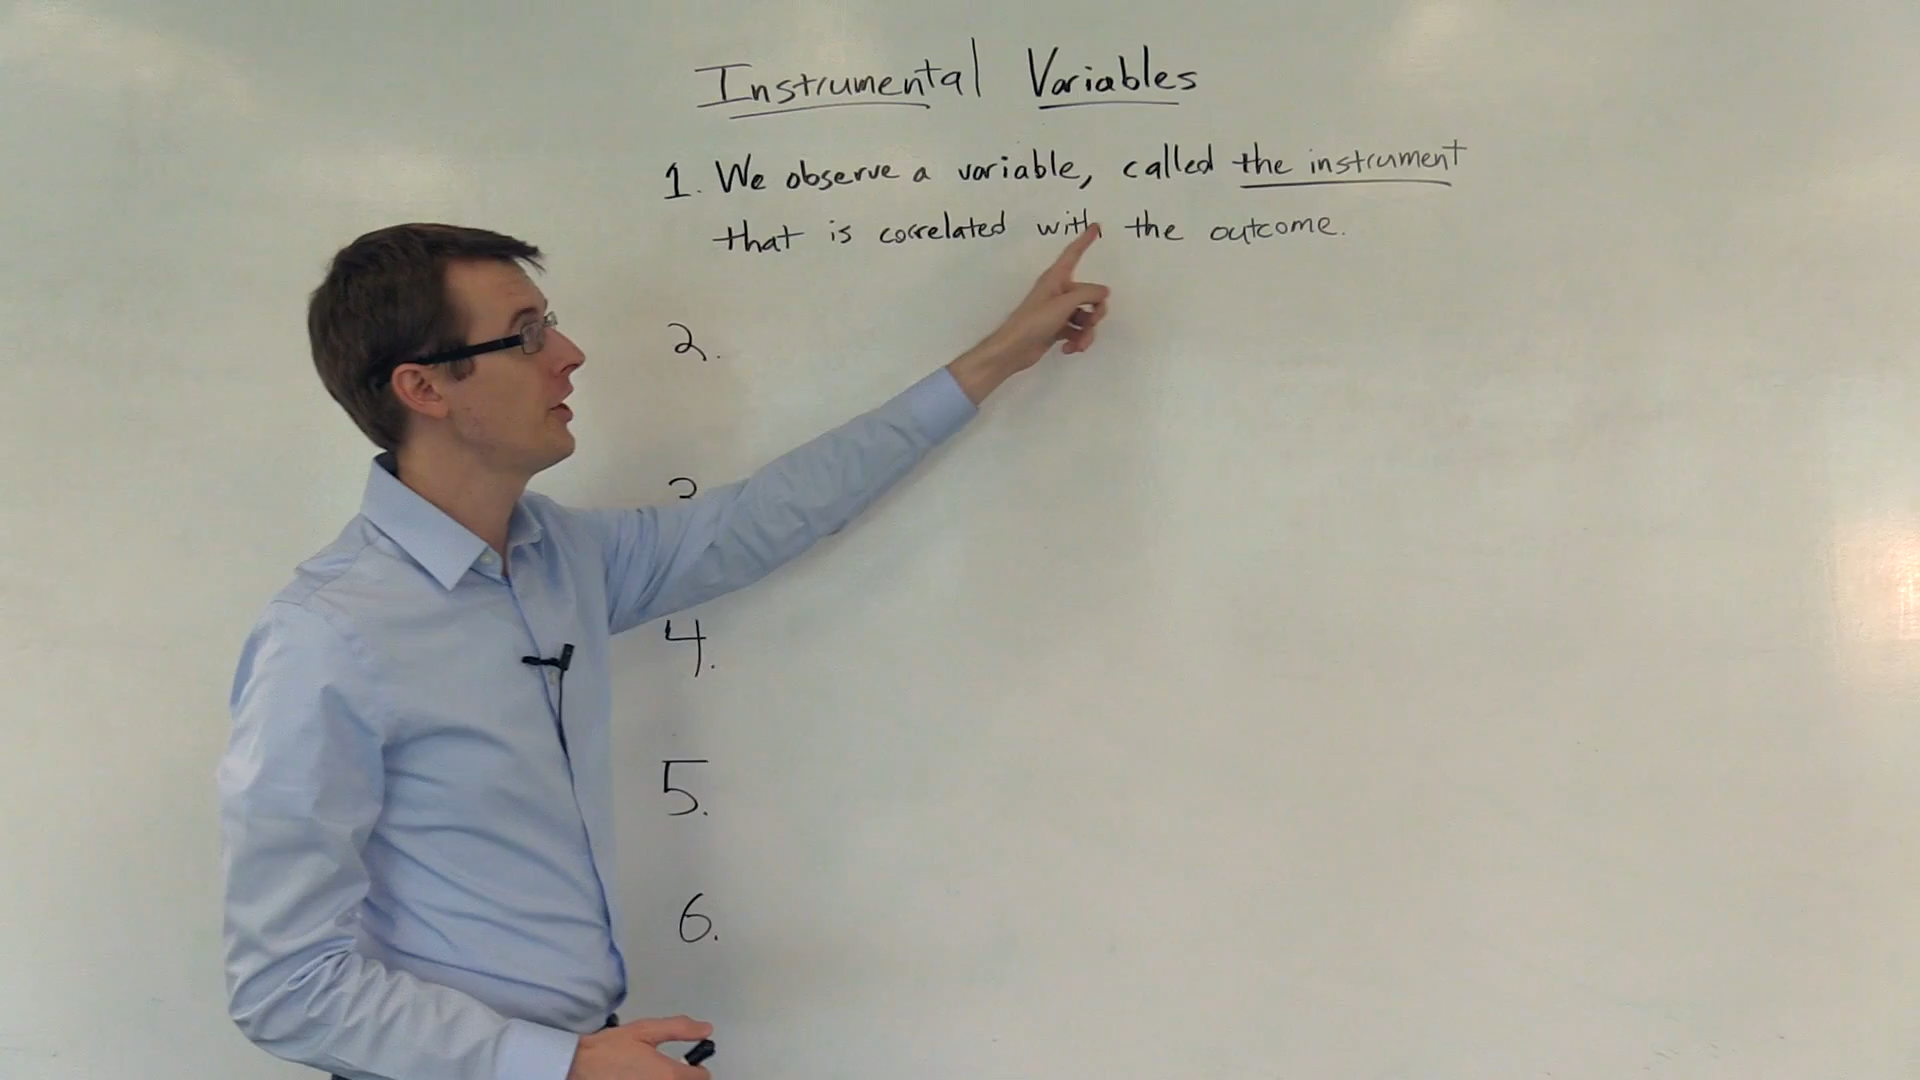 Instrumental Variables
1. We observe a variable, called the instrument
that is correlated with the outcome.
2.
4.
5.
6.